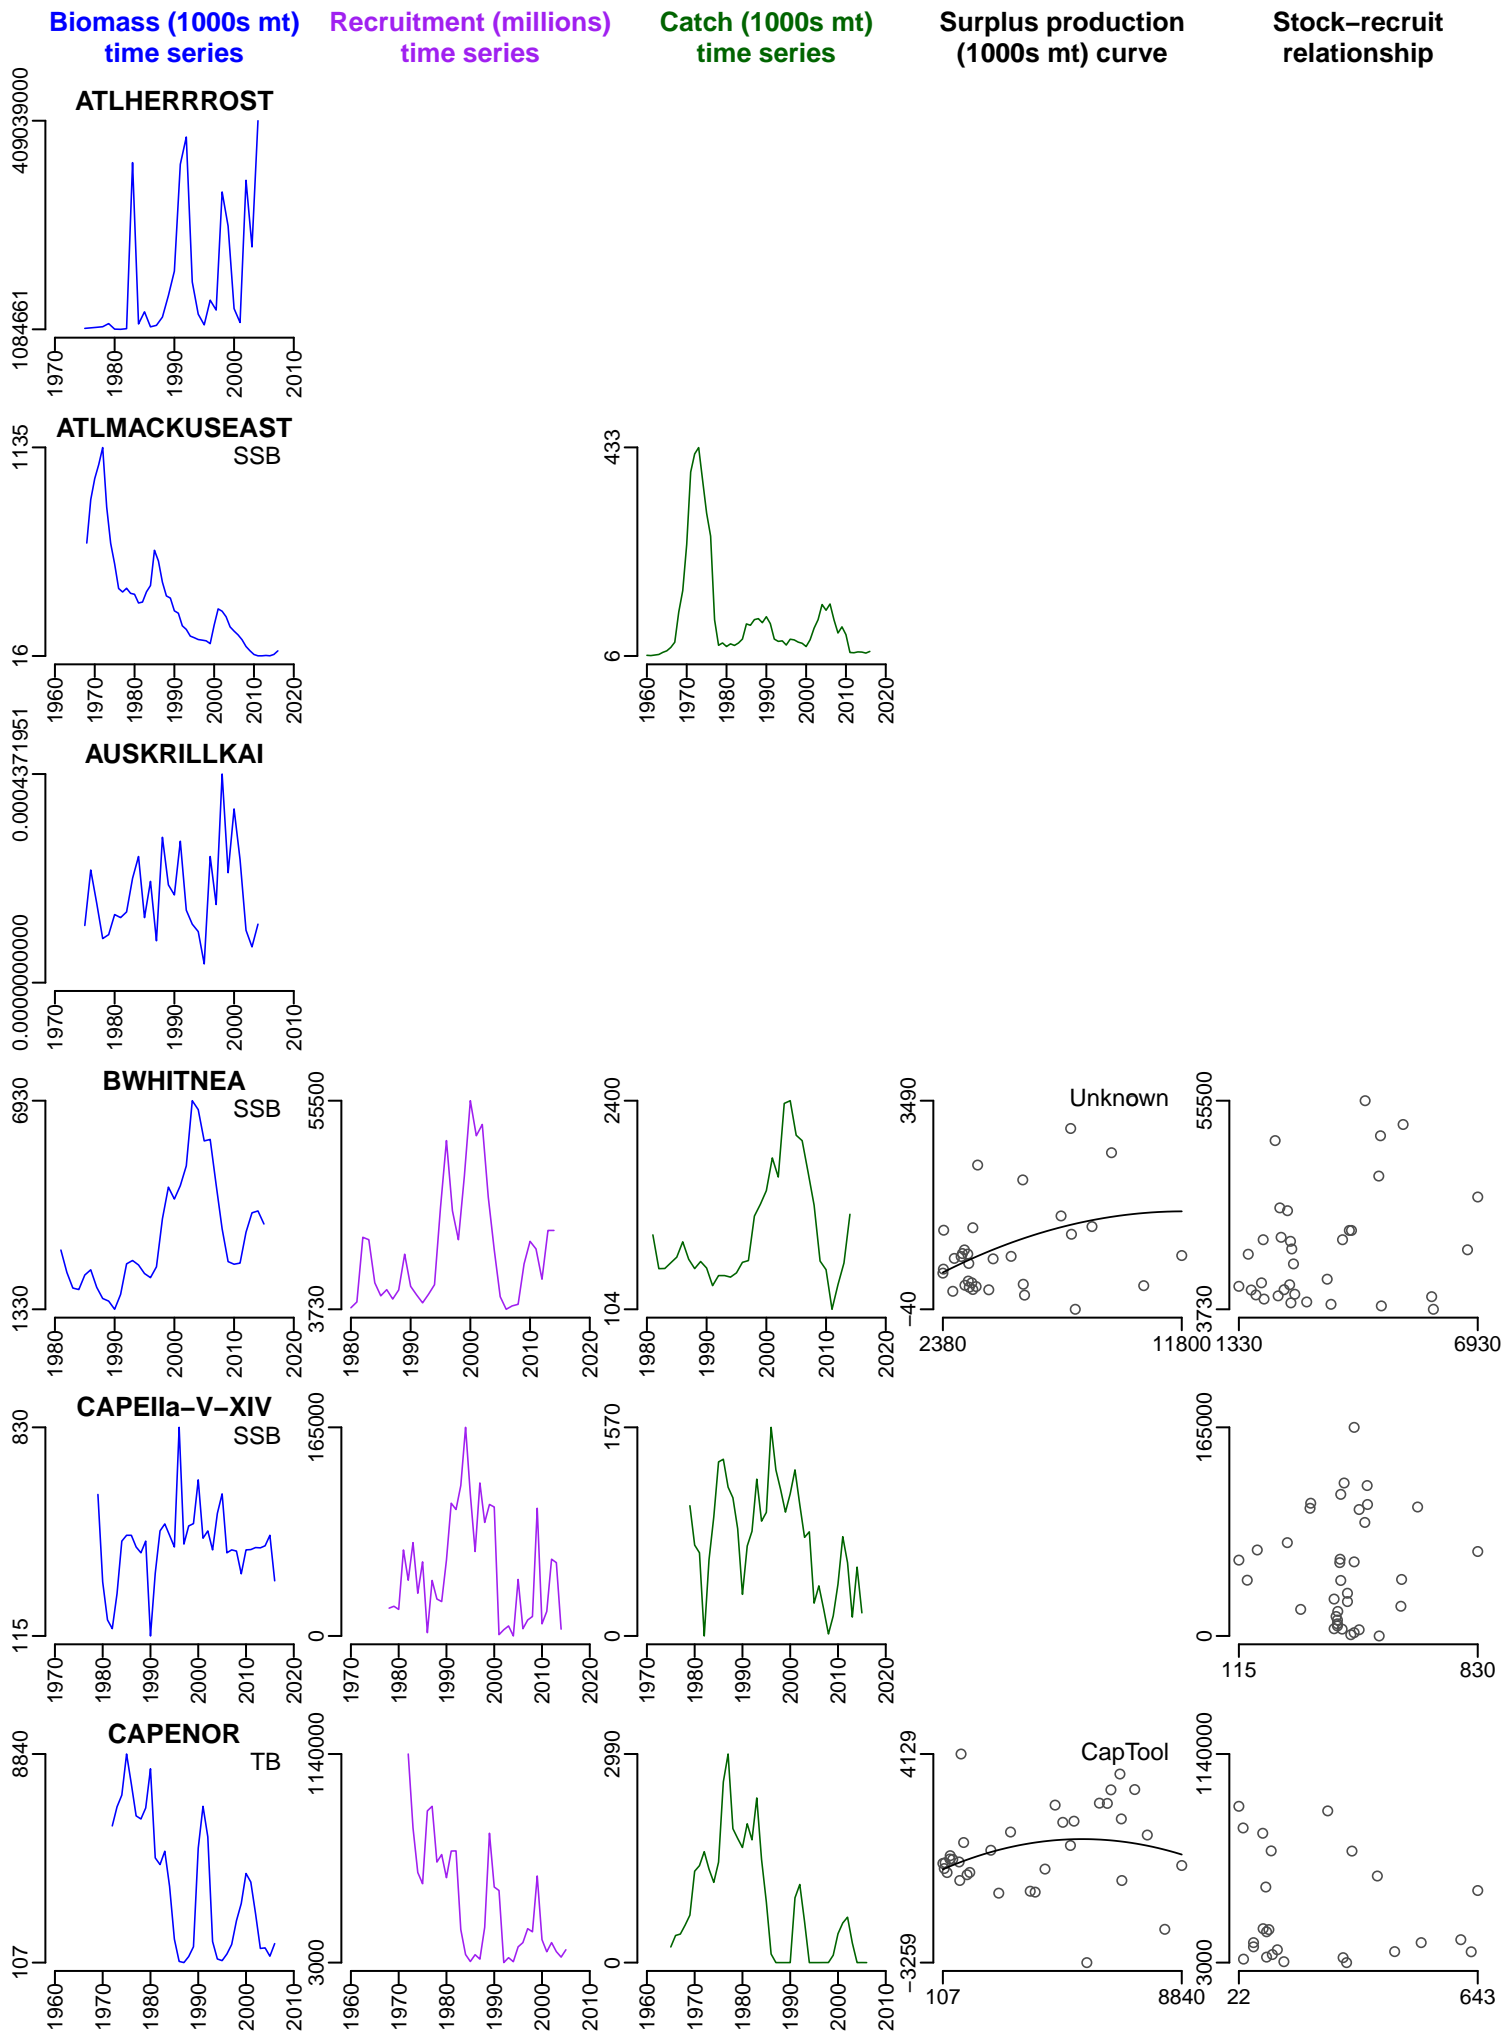 Biomass (1000s mt) time series
Recruitment (millions) time series
Catch (1000s mt) time series
Surplus production (1000s mt) curve
Stock−recruit relationship
ATLHERRROST
1084661 409039000
1970 1980 1990 2000 2010
ATLMACKUSEAST
SSB
16 1135
1960 1970 1980 1990 2000 2010 2020
6 433
1960 1970 1980 1990 2000 2010 2020
AUSKRILLKAI
0.0000000000 0.0004371951
1970 1980 1990 2000 2010
BWHITNEA
SSB
1330 6930
1980 1990 2000 2010 2020
3730 55500
1980 1990 2000 2010 2020
104 2400
1980 1990 2000 2010 2020
Unknown
−40 3490
2380 11800
3730 55500
1330 6930
CAPEIIa−V−XIV
SSB
115 830
1970 1980 1990 2000 2010 2020
0 165000
1970 1980 1990 2000 2010 2020
0 1570
1970 1980 1990 2000 2010 2020
0 165000
115 830
CAPENOR
TB
107 8840
1960 1970 1980 1990 2000 2010
3000 1140000
1960 1970 1980 1990 2000 2010
0 2990
1960 1970 1980 1990 2000 2010
CapTool
−3259 4129
107 8840
3000 1140000
22 643